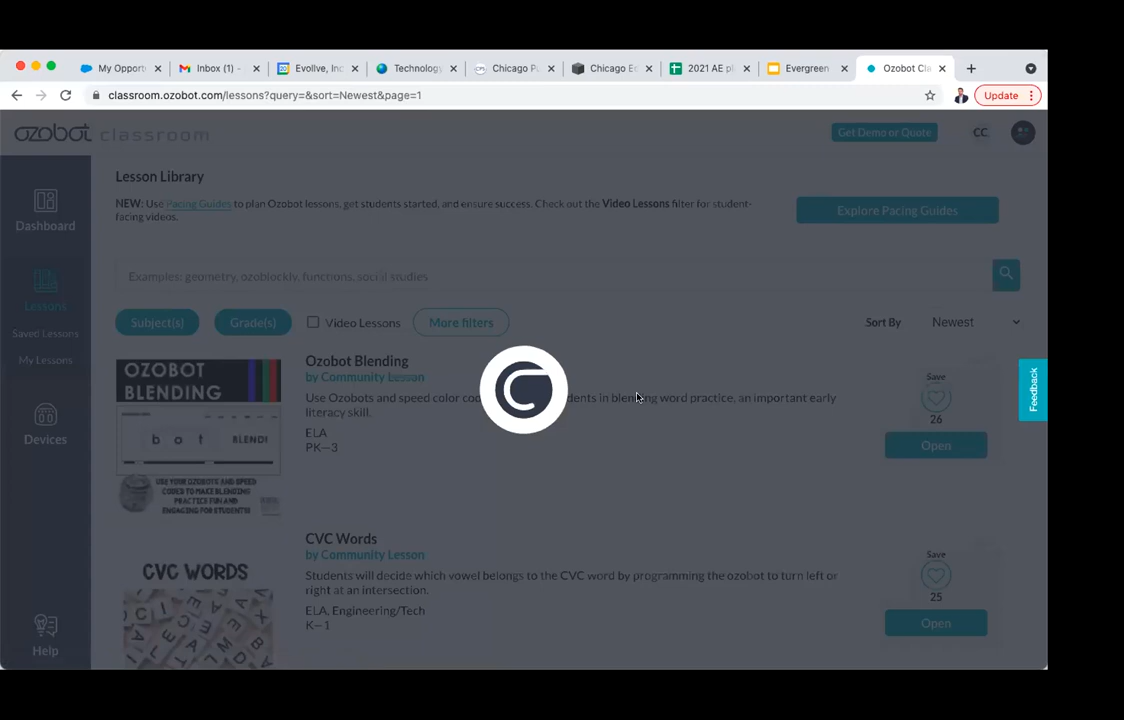 My Opport
Inbox (1) -
Evollve, Inc
Technology
Chicago Pu
Chicago Ed
2021 AE pl
Evergreen
Ozobot Cla
classroom.ozobot.com/lessons?query=&sort=Newest&page=1
Update
ozobot classroom
Get Demo or Quote
CC
Dashboard
Lessons
Saved Lessons
My Lessons
Devices
Help
Lesson Library
NEW: Use Pacing Guides to plan Ozobot lessons, get students started, and ensure success. Check out the Video Lessons filter for student-
facing videos.
Explore Pacing Guides
Examples: geometry, ozoblockly, functions, social studies
Subject(s)
Grade(s)
Video Lessons
More filters
Sort By
Newest
OZOBOT
BLENDING
b o t
BLEND!
USE YOUR OZOBOTS AND SPEED
CODES TO MAKE BLENDING
PRACTICE FUN AND
ENGAGING FOR STUDENTS!
Ozobot Blending
by Community Lesson
Use Ozobots and speed color co dents in blending word practice, an important early
literacy skill.
ELA
PK—3
Save
26
Open
Feedback
CVC WORDS
CVC Words
by Community Lesson
Students will decide which vowel belongs to the CVC word by programming the ozobot to turn left or
right at an intersection.
ELA, Engineering/Tech
K—1
Save
25
Open